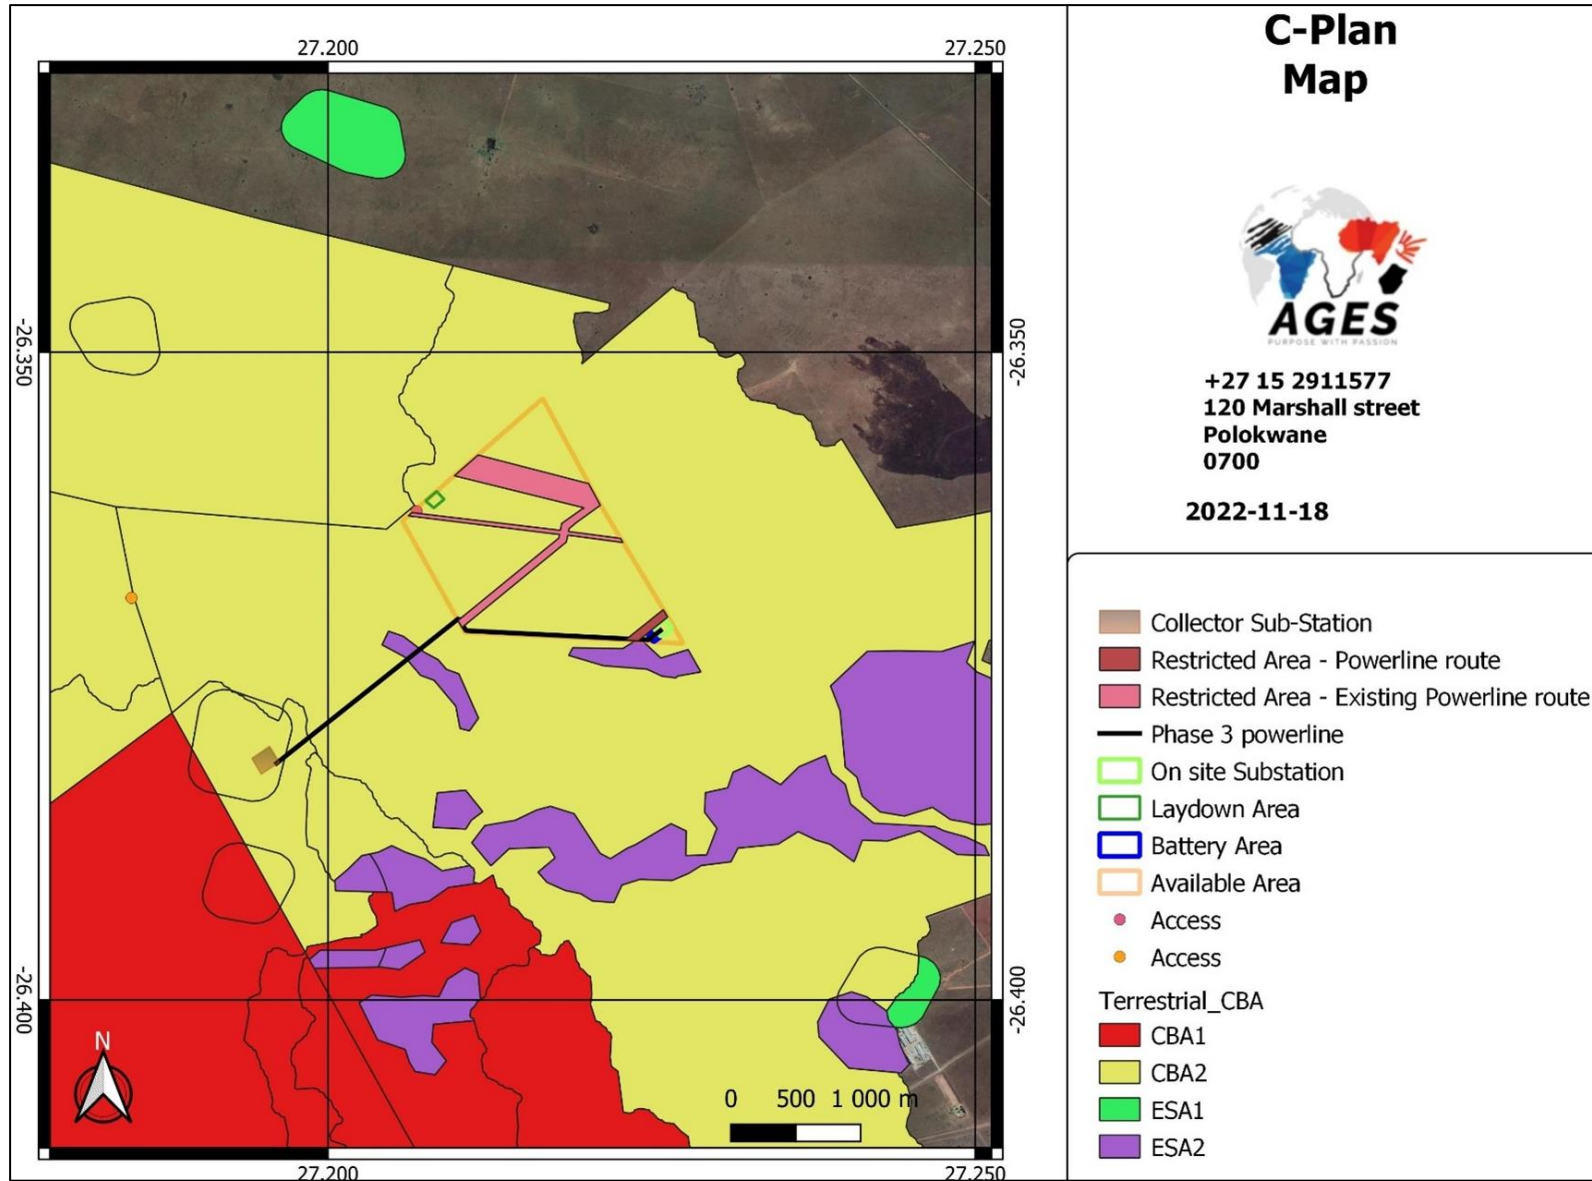 C-Plan
Map
27.200
27.250
-26.350
-26.350
AGES
PURPOSE WITH PASSION
+27 15 2911577
120 Marshall street
Polokwane
0700
2022-11-18
Collector Sub-Station
Restricted Area - Powerline route
Restricted Area - Existing Powerline route
Phase 3 powerline
On site Substation
Laydown Area
Battery Area
Available Area
Access
Access
Terrestrial_CBA
CBA1
CBA2
ESA1
ESA2
-26.400
-26.400
N
0 500 1 000 m
27.200
27.250